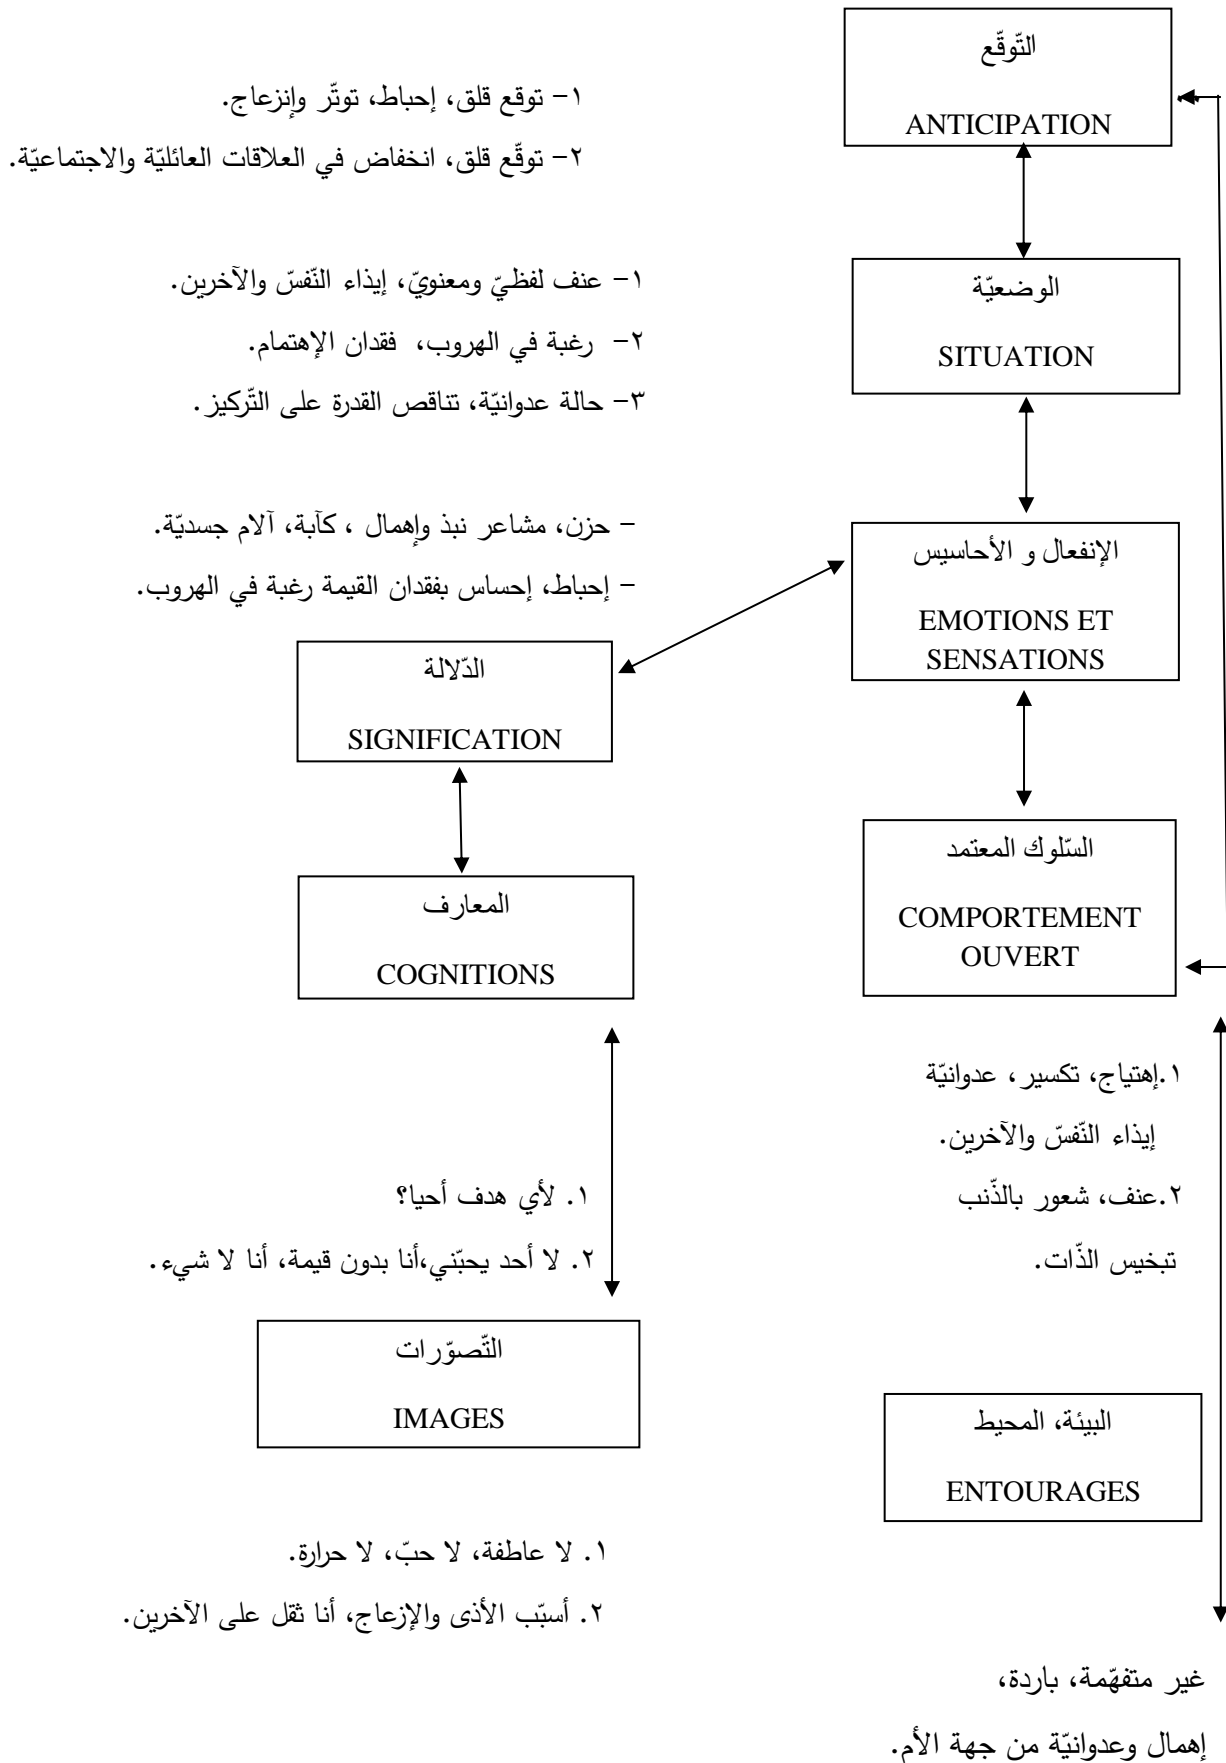 التّوقّع
ANTICIPATION
١- توقع قلق، إحباط، توتّر وإنزعاج.
٢- توقّع قلق، انخفاض في العلاقات العائليّة والاجتماعيّة.
الوضعيّة
SITUATION
١- عنف لفظيّ ومعنويّ، إيذاء النّفسّ والآخرين.
٢- رغبة في الهروب، فقدان الإهتمام.
٣- حالة عدوانيّة، تناقص القدرة على التّركيز.
الإنفعال و الأحاسيس
EMOTIONS ET
SENSATIONS
- حزن، مشاعر نبذ وإهمال ، كآبة، آلام جسديّة.
- إحباط، إحساس بفقدان القيمة رغبة في الهروب.
الدّلالة
SIGNIFICATION
السّلوك المعتمد
COMPORTEMENT
OUVERT
المعارف
COGNITIONS
١.إهتياج، تكسير، عدوانيّة
إيذاء النّفسّ والآخرين.
٢.عنف، شعور بالذّنب
تبخيس الذّات.
١. لأي هدف أحيا؟
٢. لا أحد يحبّني،أنا بدون قيمة، أنا لا شيء.
التّصوّرات
IMAGES
البيئة، المحيط
ENTOURAGES
١. لا عاطفة، لا حبّ، لا حرارة.
٢. أسبّب الأذى والإزعاج، أنا ثقل على الآخرين.
غير متفهّمة، باردة،
إهمال وعدوانيّة من جهة الأم.